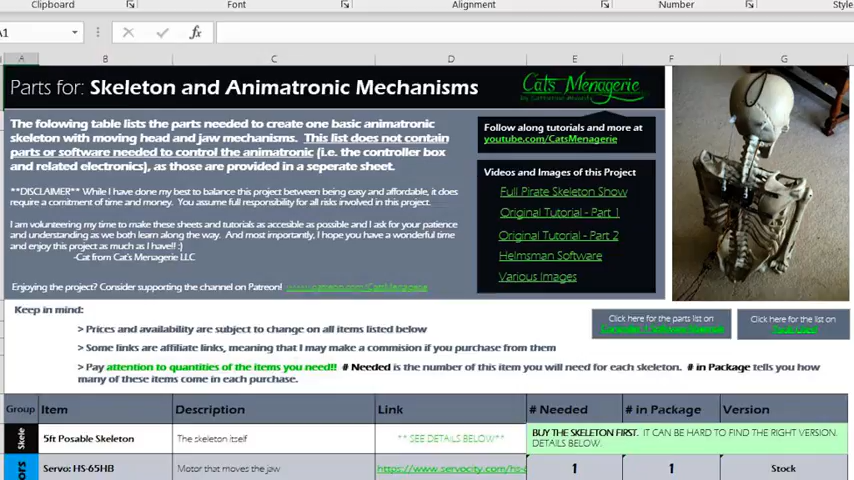 Clipboard Font Alignment Number Style
A1
fx
A B C D E F G
Parts for: Skeleton and Animatronic Mechanisms
Cat's Menagerie
The folowing table lists the parts needed to create one basic animatronic
skeleton with moving head and jaw mechanisms. This list does not contain
parts or software needed to control the animatronic (i.e. the controller box
and related electronics), as those are provided in a seperate sheet.
**DISCLAIMER** While I have done my best to balance this project between being easy and affordable, it does
require a comitment of time and money. You assume full responsibility for all risks involved in this project.
I am volunteering my time to make these sheets and tutorials as accesible as possible and I ask for your patience
and understanding as we both learn along the way. And most importantly, I hope you have a wonderful time
and enjoy this project as much as I have!! :)
-Cat from Cat's Menagerie LLC
Enjoying the project? Consider supporting the channel on Patreon!
Follow along tutorials and more at
youtube.com/CatsMenagerie
Videos and Images of this Project
Full Pirate Skeleton Show
Original Tutorial - Part 1
Original Tutorial - Part 2
Helmsman Software
Various Images
Keep in mind:
> Prices and availability are subject to change on all items listed below
> Some links are affiliate links, meaning that I may make a commision if you purchase from them
> Pay attention to quantities of the items you need!! # Needed is the number of this item you will need for each skeleton. # in Package tells you how
many of these items come in each purchase.
Click here for the parts list on
Click here for the list on
Group Item Description Link # Needed # in Package Version
Skele 5ft Posable Skeleton The skeleton itself ** SEE DETAILS BELOW** BUY THE SKELETON FIRST. IT CAN BE HARD TO FIND THE RIGHT VERSION.
DETAILS BELOW.
Servo: HS-65HB Motor that moves the jaw https://www.servocity.com/hs- 1 1 Stock